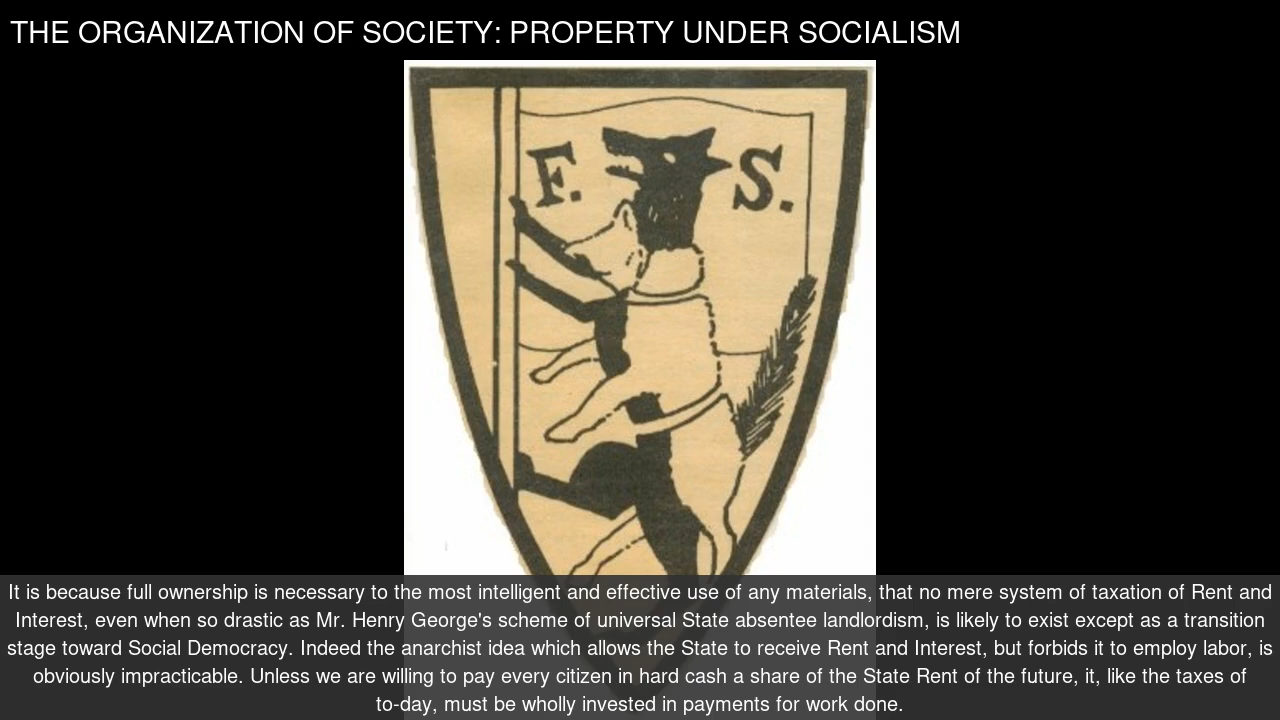 THE ORGANIZATION OF SOCIETY: PROPERTY UNDER SOCIALISM
F. S.
It is because full ownership is necessary to the most intelligent and effective use of any materials, that no mere system of taxation of Rent and
Interest, even when so drastic as Mr. Henry George's scheme of universal State absentee landlordism, is likely to exist except as a transition
stage toward Social Democracy. Indeed the anarchist idea which allows the State to receive Rent and Interest, but forbids it to employ labor, is
obviously impracticable. Unless we are willing to pay every citizen in hard cash a share of the State Rent of the future, it, like the taxes of
to-day, must be wholly invested in payments for work done.